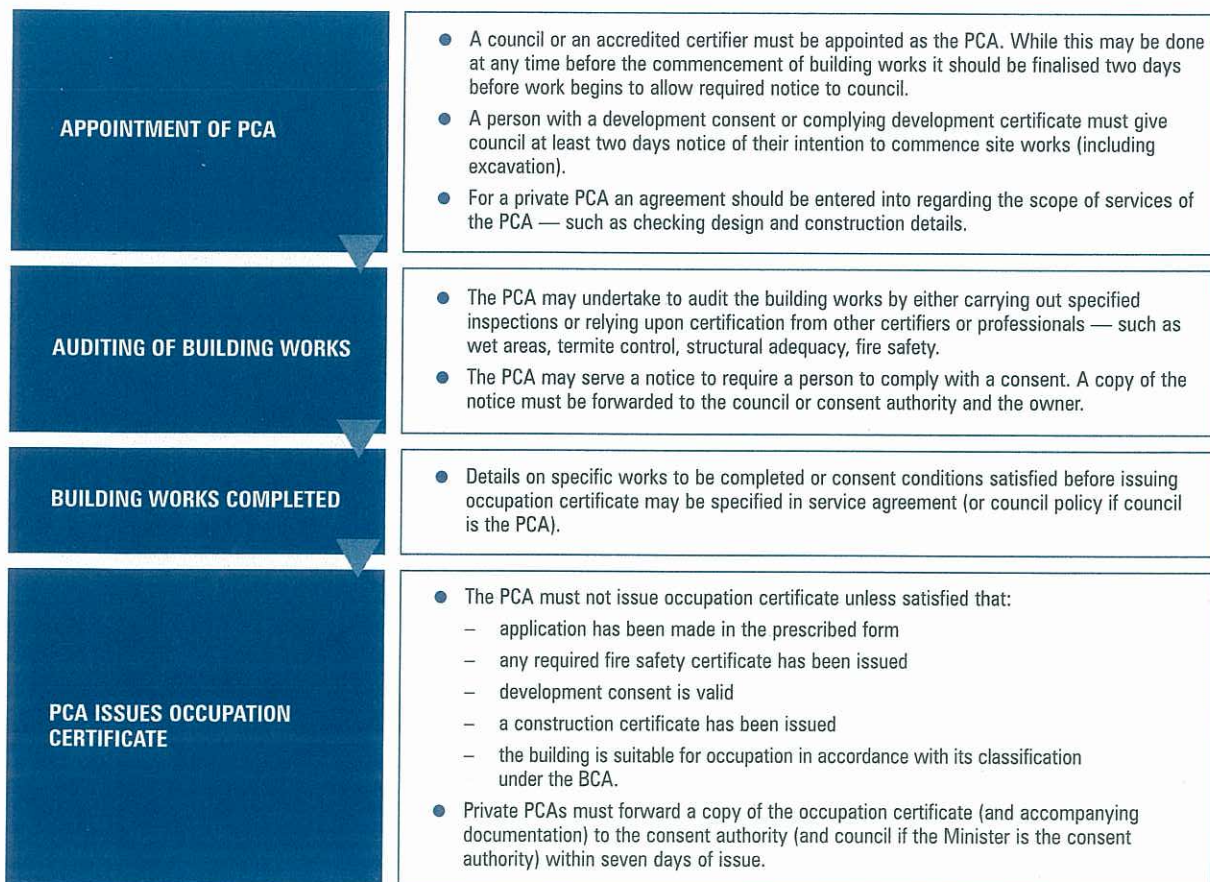 APPOINTMENT OF PCA
● A council or an accredited certifier must be appointed as the PCA. While this may be done
at any time before the commencement of building works it should be finalised two days
before work begins to allow required notice to council.
● A person with a development consent or complying development certificate must give
council at least two days notice of their intention to commence site works (including
excavation).
● For a private PCA an agreement should be entered into regarding the scope of services of
the PCA — such as checking design and construction details.
AUDITING OF BUILDING WORKS
● The PCA may undertake to audit the building works by either carrying out specified
inspections or relying upon certification from other certifiers or professionals — such as
wet areas, termite control, structural adequacy, fire safety.
● The PCA may serve a notice to require a person to comply with a consent. A copy of the
notice must be forwarded to the council or consent authority and the owner.
BUILDING WORKS COMPLETED
● Details on specific works to be completed or consent conditions satisfied before issuing
occupation certificate may be specified in service agreement (or council policy if council
is the PCA).
PCA ISSUES OCCUPATION
CERTIFICATE
● The PCA must not issue occupation certificate unless satisfied that:
– application has been made in the prescribed form
– any required fire safety certificate has been issued
– development consent is valid
– a construction certificate has been issued
– the building is suitable for occupation in accordance with its classification
under the BCA.
● Private PCAs must forward a copy of the occupation certificate (and accompanying
documentation) to the consent authority (and council if the Minister is the consent
authority) within seven days of issue.